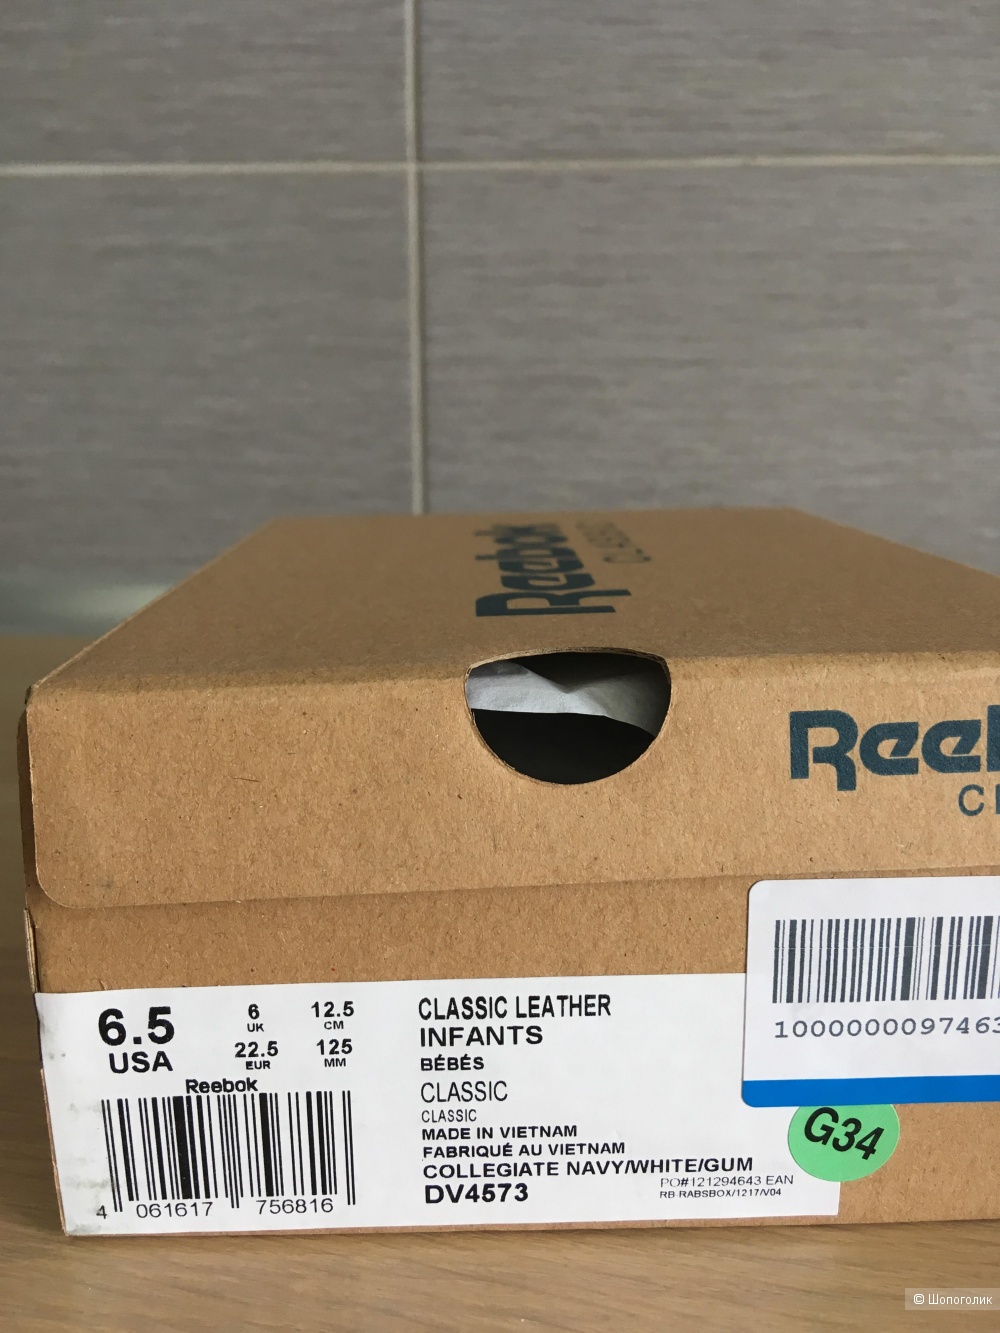 Reebok
CLASSIC
Reeb
CL
6.5
USA
6
UK
12.5
CM
22.5
EUR
125
MM
Reebok
4 061617 756816
CLASSIC LEATHER
INFANTS
BÉBÉS
CLASSIC
CLASSIC
MADE IN VIETNAM
FABRIQUÉ AU VIETNAM
COLLEGIATE NAVY/WHITE/GUM
DV4573
PO#121294643 EAN
RB RABSBOX/1217/V04
1000000097463
G34
© Шопоголик